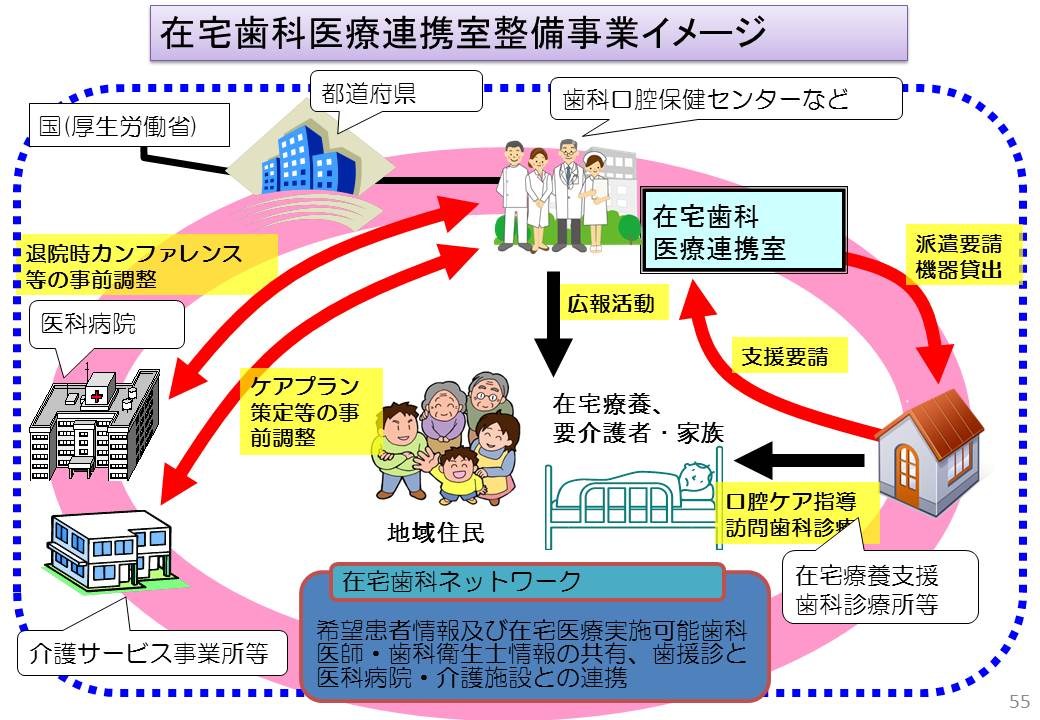 在宅歯科医療連携室整備事業イメージ
都道府県
歯科口腔保健センターなど
国(厚生労働省)
在宅歯科
医療連携室
退院時カンファレンス
等の事前調整
派遣要請
機器貸出
広報活動
医科病院
支援要請
ケアプラン
策定等の事
前調整
在宅療養、
要介護者・家族
口腔ケア指導
訪問歯科診療
地域住民
在宅療養支援
歯科診療所等
在宅歯科ネットワーク
希望患者情報及び在宅医療実施可能歯科
医師・歯科衛生士情報の共有、歯援診と
医科病院・介護施設との連携
介護サービス事業所等
55